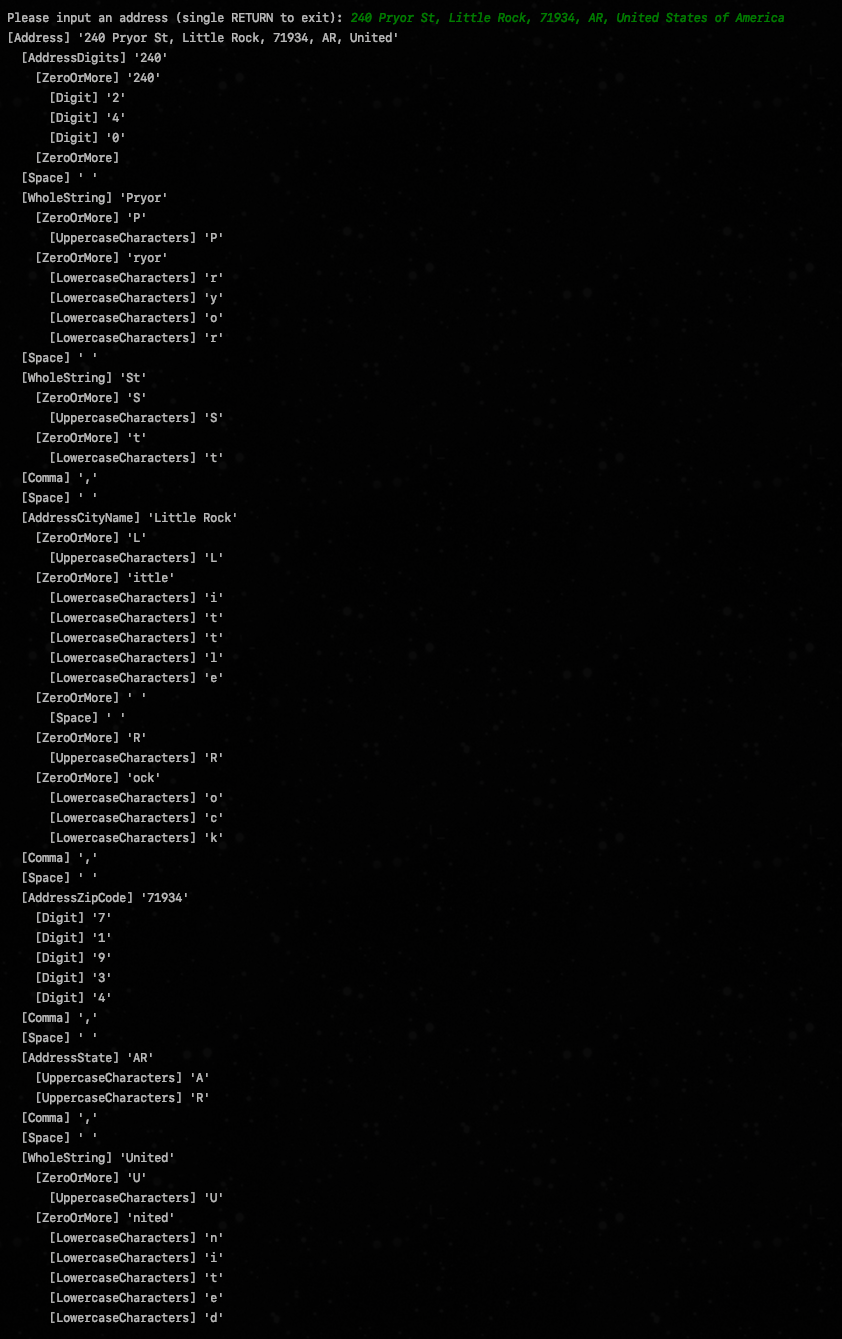 Please input an address (single RETURN to exit): 240 Pryor St, Little Rock, 71934, AR, United States of America
[Address] '240 Pryor St, Little Rock, 71934, AR, United'
[AddressDigits] '240'
[ZeroOrMore] '240'
[Digit] '2'
[Digit] '4'
[Digit] '0'
[ZeroOrMore]
[Space] ' '
[WholeString] 'Pryor'
[ZeroOrMore] 'P'
[UppercaseCharacters] 'P'
[ZeroOrMore] 'ryor'
[LowercaseCharacters] 'r'
[LowercaseCharacters] 'y'
[LowercaseCharacters] 'o'
[LowercaseCharacters] 'r'
[Space] ' '
[WholeString] 'St'
[ZeroOrMore] 'S'
[UppercaseCharacters] 'S'
[ZeroOrMore] 't'
[LowercaseCharacters] 't'
[Comma] ','
[Space] ' '
[AddressCityName] 'Little Rock'
[ZeroOrMore] 'L'
[UppercaseCharacters] 'L'
[ZeroOrMore] 'ittle'
[LowercaseCharacters] 'i'
[LowercaseCharacters] 't'
[LowercaseCharacters] 't'
[LowercaseCharacters] 'l'
[LowercaseCharacters] 'e'
[ZeroOrMore] ' '
[Space] ' '
[ZeroOrMore] 'R'
[UppercaseCharacters] 'R'
[ZeroOrMore] 'ock'
[LowercaseCharacters] 'o'
[LowercaseCharacters] 'c'
[LowercaseCharacters] 'k'
[Comma] ','
[Space] ' '
[AddressZipCode] '71934'
[Digit] '7'
[Digit] '1'
[Digit] '9'
[Digit] '3'
[Digit] '4'
[Comma] ','
[Space] ' '
[AddressState] 'AR'
[UppercaseCharacters] 'A'
[UppercaseCharacters] 'R'
[Comma] ','
[Space] ' '
[WholeString] 'United'
[ZeroOrMore] 'U'
[UppercaseCharacters] 'U'
[ZeroOrMore] 'nited'
[LowercaseCharacters] 'n'
[LowercaseCharacters] 'i'
[LowercaseCharacters] 't'
[LowercaseCharacters] 'e'
[LowercaseCharacters] 'd'